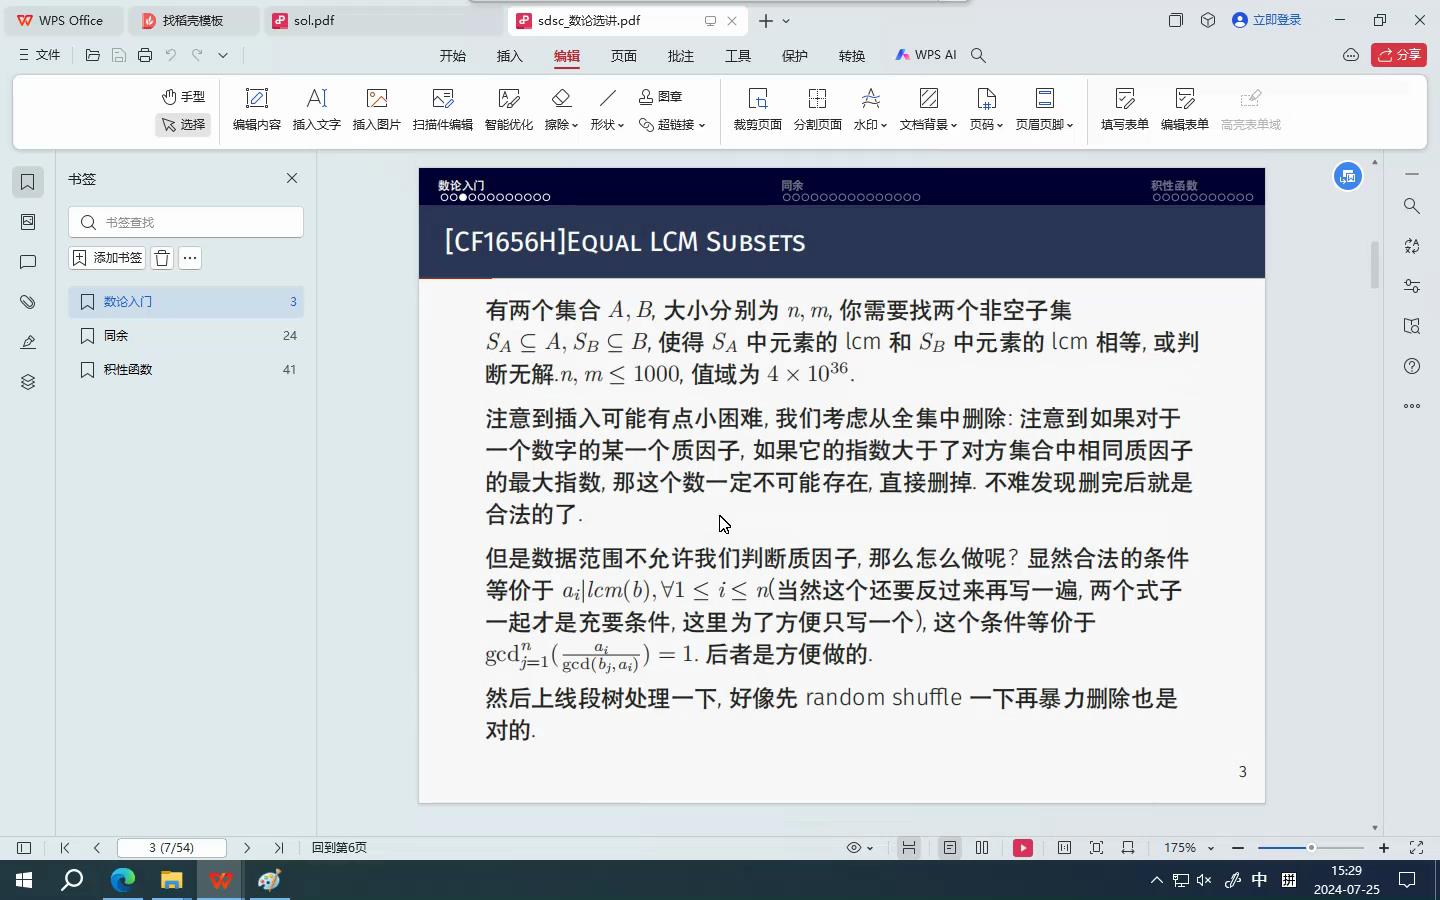 WPS Office
找稻壳模板
sol.pdf
sdsc_数论选讲.pdf
立即登录
文件
开始
插入
编辑
页面
批注
工具
保护
转换
WPS AI
分享
手型
选择
编辑内容
插入文字
插入图片
扫描件编辑
智能优化
擦除
形状
图章
超链接
裁剪页面
分割页面
水印
文档背景
页码
页眉页脚
填写表单
编辑表单
高亮表单域
书签
书签查找
添加书签
数论入门 3
同余 24
积性函数 41
数论入门
同余
积性函数
[CF1656H]Equal LCM Subsets
有两个集合 A, B, 大小分别为 n, m, 你需要找两个非空子集
S_A ⊆ A, S_B ⊆ B, 使得 S_A 中元素的 lcm 和 S_B 中元素的 lcm 相等, 或判
断无解.n, m ≤ 1000, 值域为 4 × 10^36.
注意到插入可能有点小困难, 我们考虑从全集中删除: 注意到如果对于
一个数字的某一个质因子, 如果它的指数大于了对方集合中相同质因子
的最大指数, 那这个数一定不可能存在, 直接删掉. 不难发现删完后就是
合法的了.
但是数据范围不允许我们判断质因子, 那么怎么做呢? 显然合法的条件
等价于 a_i|lcm(b), ∀1 ≤ i ≤ n(当然这个还要反过来再写一遍, 两个式子
一起才是充要条件, 这里为了方便只写一个), 这个条件等价于
gcd_{j=1}^{n}(\frac{a_i}{gcd(b_j, a_i)}) = 1. 后者是方便做的.
然后上线段树处理一下, 好像先 random shuffle 一下再暴力删除也是
对的.
3
3 (7/54)
回到第6页
175%
中
拼
15:29
2024-07-25